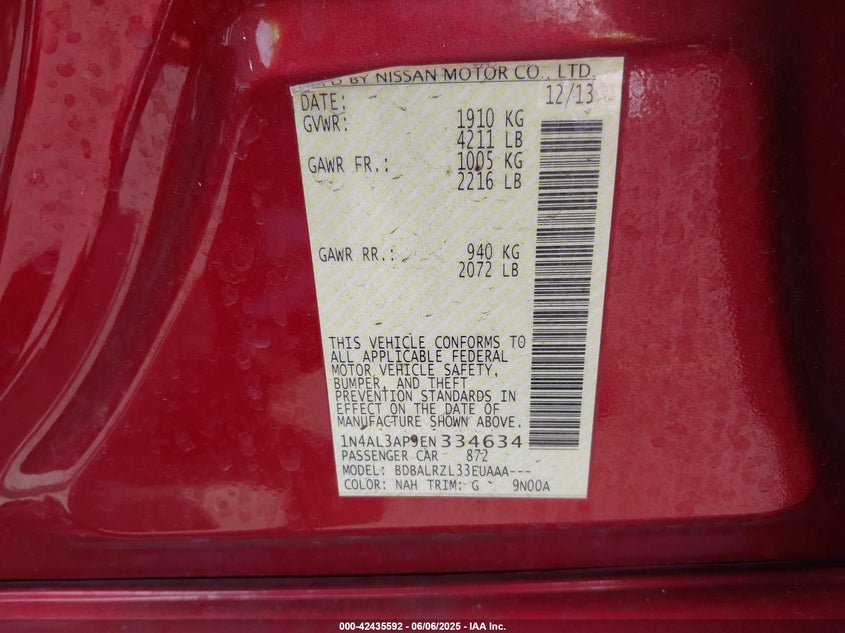 BY NISSAN MOTOR CO., LTD.
DATE: 12/13
GVWR: 1910 KG
4211 LB
GAWR FR.: 1005 KG
2216 LB
GAWR RR.: 940 KG
2072 LB
THIS VEHICLE CONFORMS TO
ALL APPLICABLE FEDERAL
MOTOR VEHICLE SAFETY,
BUMPER, AND THEFT
PREVENTION STANDARDS IN
EFFECT ON THE DATE OF
MANUFACTURE SHOWN ABOVE.
1N4AL3AP9EN334634
PASSENGER CAR 872
MODEL: BDBALRZL33EUAAA---
COLOR: NAH TRIM: G 9N00A
000-42435592 - 06/06/2025 - IAA Inc.